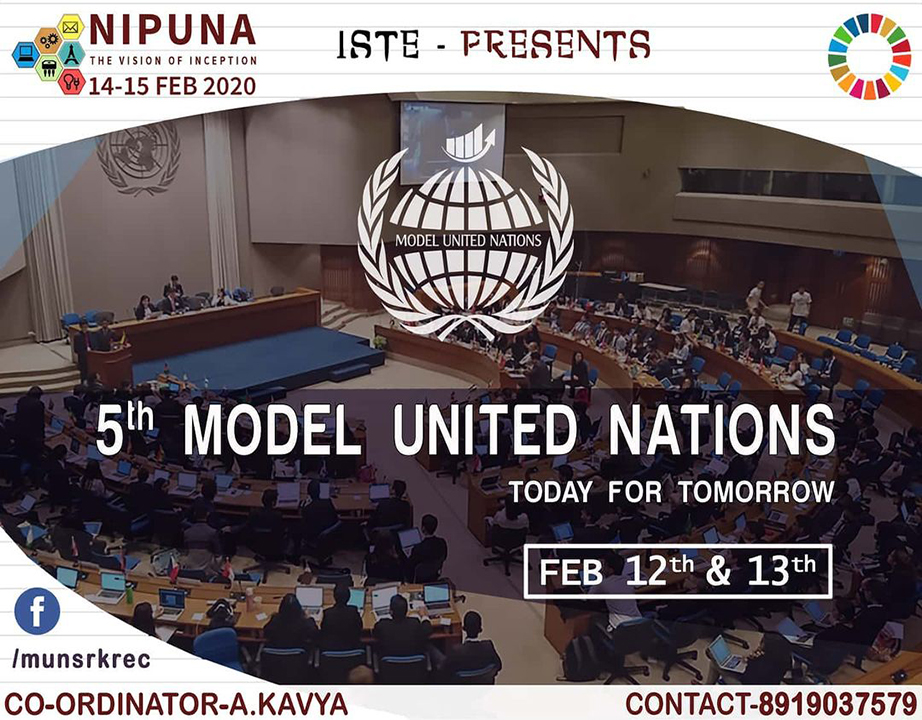 NIPUNA
THE VISION OF INCEPTION
14-15 FEB 2020
ISTE - PRESENTS
MODEL UNITED NATIONS
5th MODEL UNITED NATIONS
TODAY FOR TOMORROW
FEB 12th & 13th
/munsrkrec
CO-ORDINATOR-A.KAVYA
CONTACT-8919037579